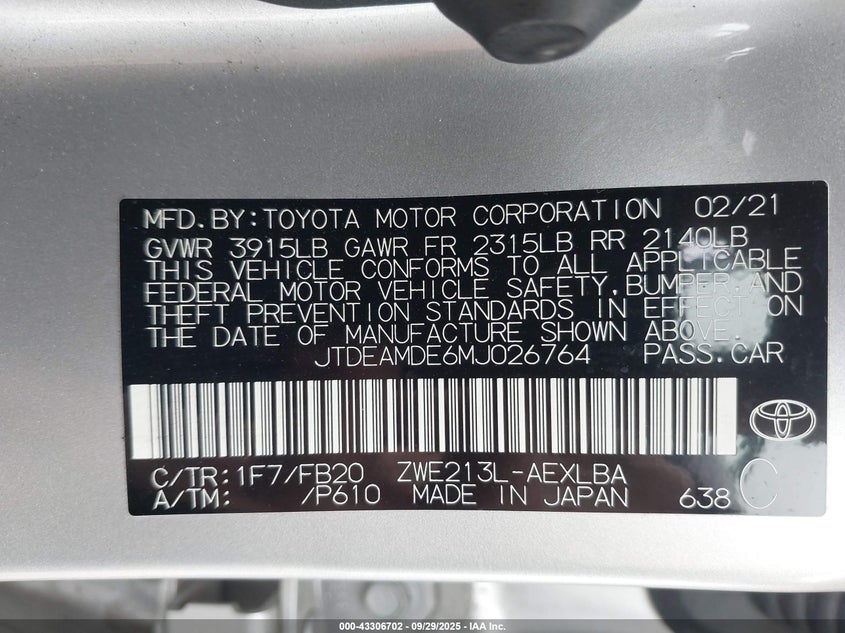 MFD.BY:TOYOTA MOTOR CORPORATION 02/21
GVWR 3915LB GAWR FR 2315LB RR 2140LB
THIS VEHICLE CONFORMS TO ALL APPLICABLE
FEDERAL MOTOR VEHICLE SAFETY,BUMPER,AND
THEFT PREVENTION STANDARDS IN EFFECT ON
THE DATE OF MANUFACTURE SHOWN ABOVE.
JTDEAMDE6MJ026764 PASS.CAR
C/TR:1F7/FB20 ZWE213L-AEXLBA
A/TM: /P610 MADE IN JAPAN 638 C
000-43306702 - 09/29/2025 - IAA Inc.